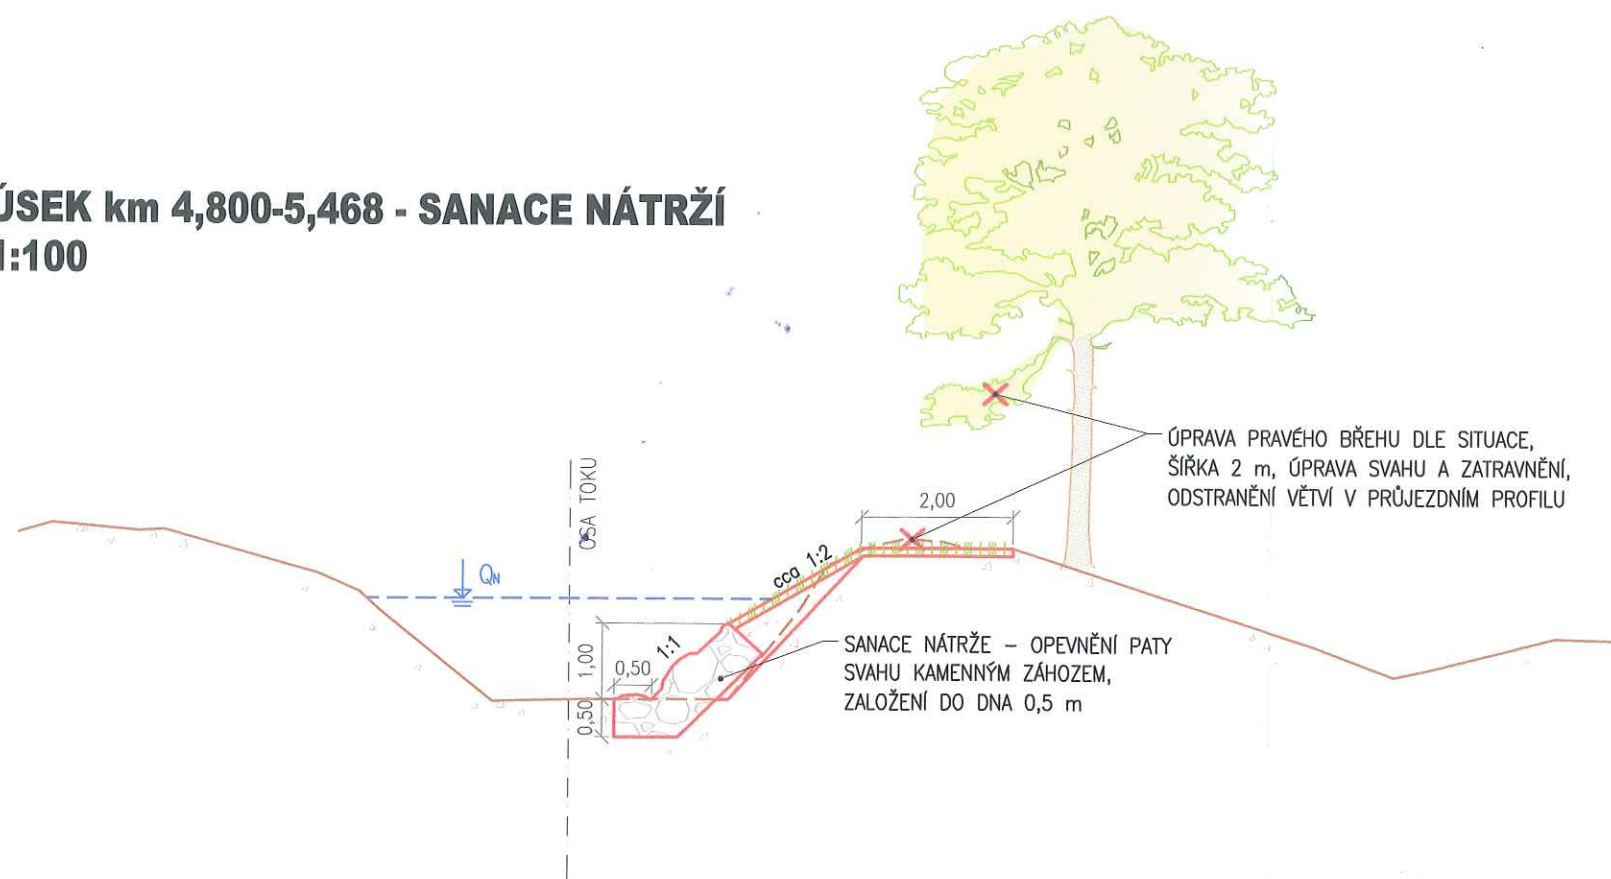 ÚSEK km 4,800-5,468 - SANACE NÁTRŽÍ
1:100
ÚPRAVA PRAVÉHO BŘEHU DLE SITUACE,
ŠÍŘKA 2 m, ÚPRAVA SVAHU A ZATRAVNĚNÍ,
ODSTRANĚNÍ VĚTVÍ V PRŮJEZDNÍM PROFILU
OSA TOKU
2,00
QN
cca 1:2
1:1
1,00
0,50
0,50
SANACE NÁTRŽE – OPEVNĚNÍ PATY
SVAHU KAMENNÝM ZÁHOZEM,
ZALOŽENÍ DO DNA 0,5 m